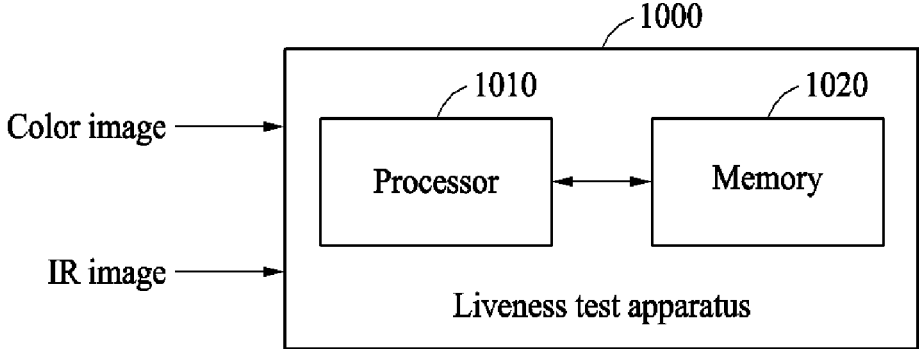 1000
1010
1020
Color image
Processor
Memory
IR image
Liveness test apparatus